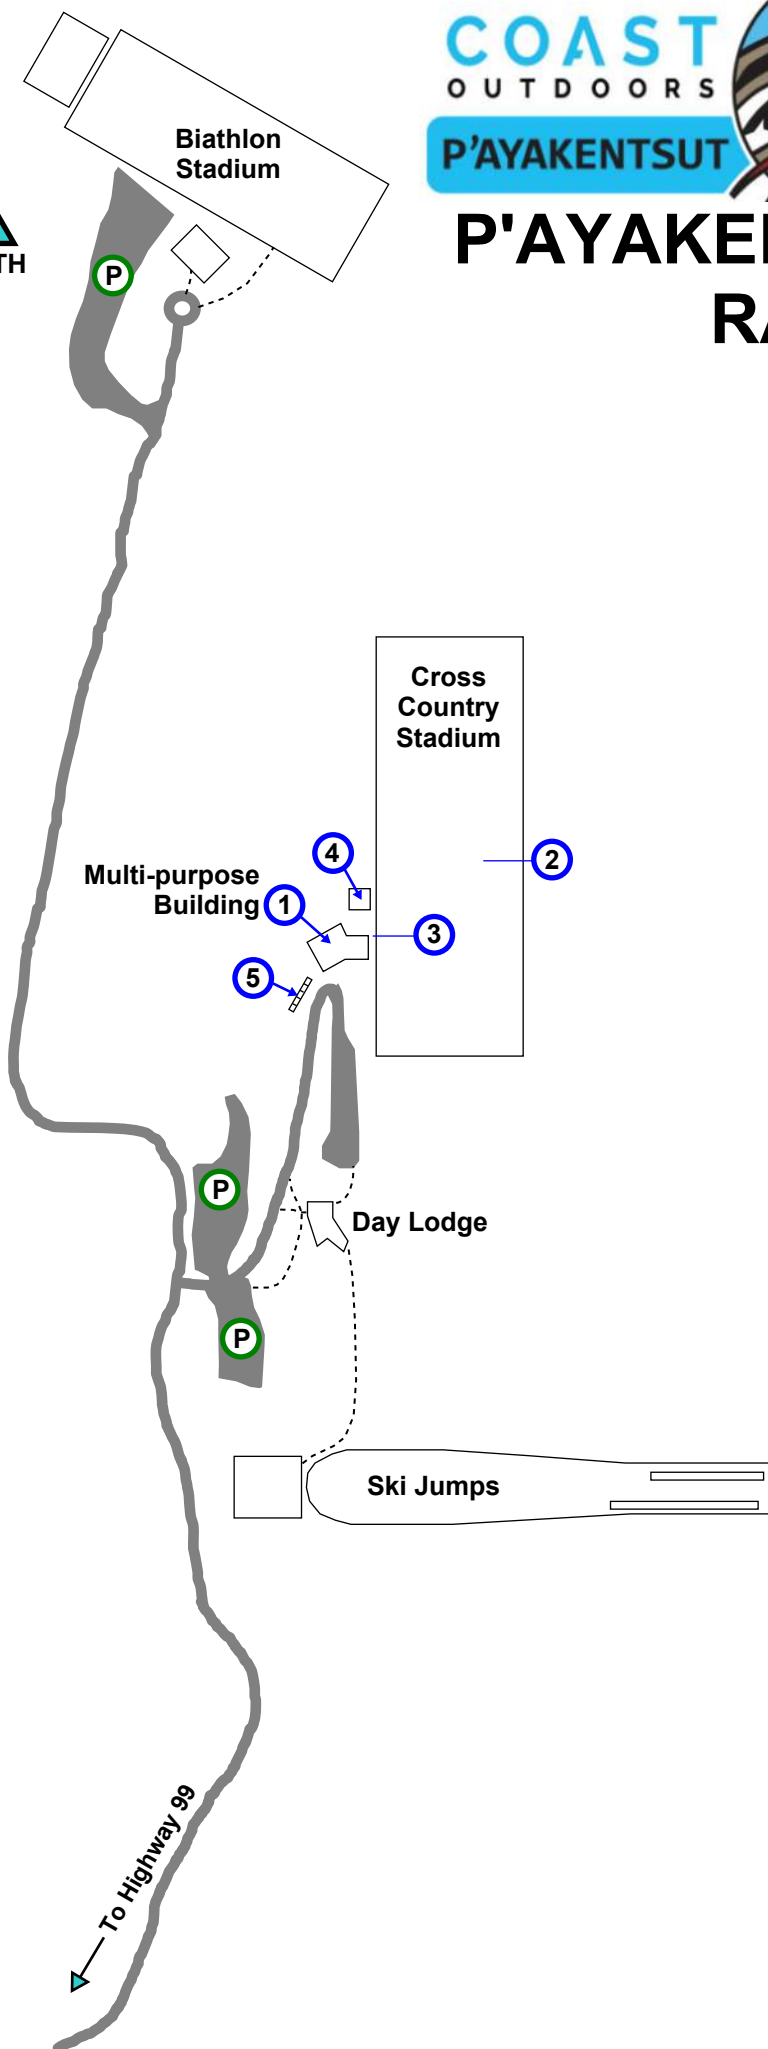 COAST
OUTDOORS
P'AYAKENTSUT
Biathlon
Stadium
P
Cross
Country
Stadium
4
2
Multi-purpose
Building
1
3
5
P
Day Lodge
P
Ski Jumps
To Highway 99